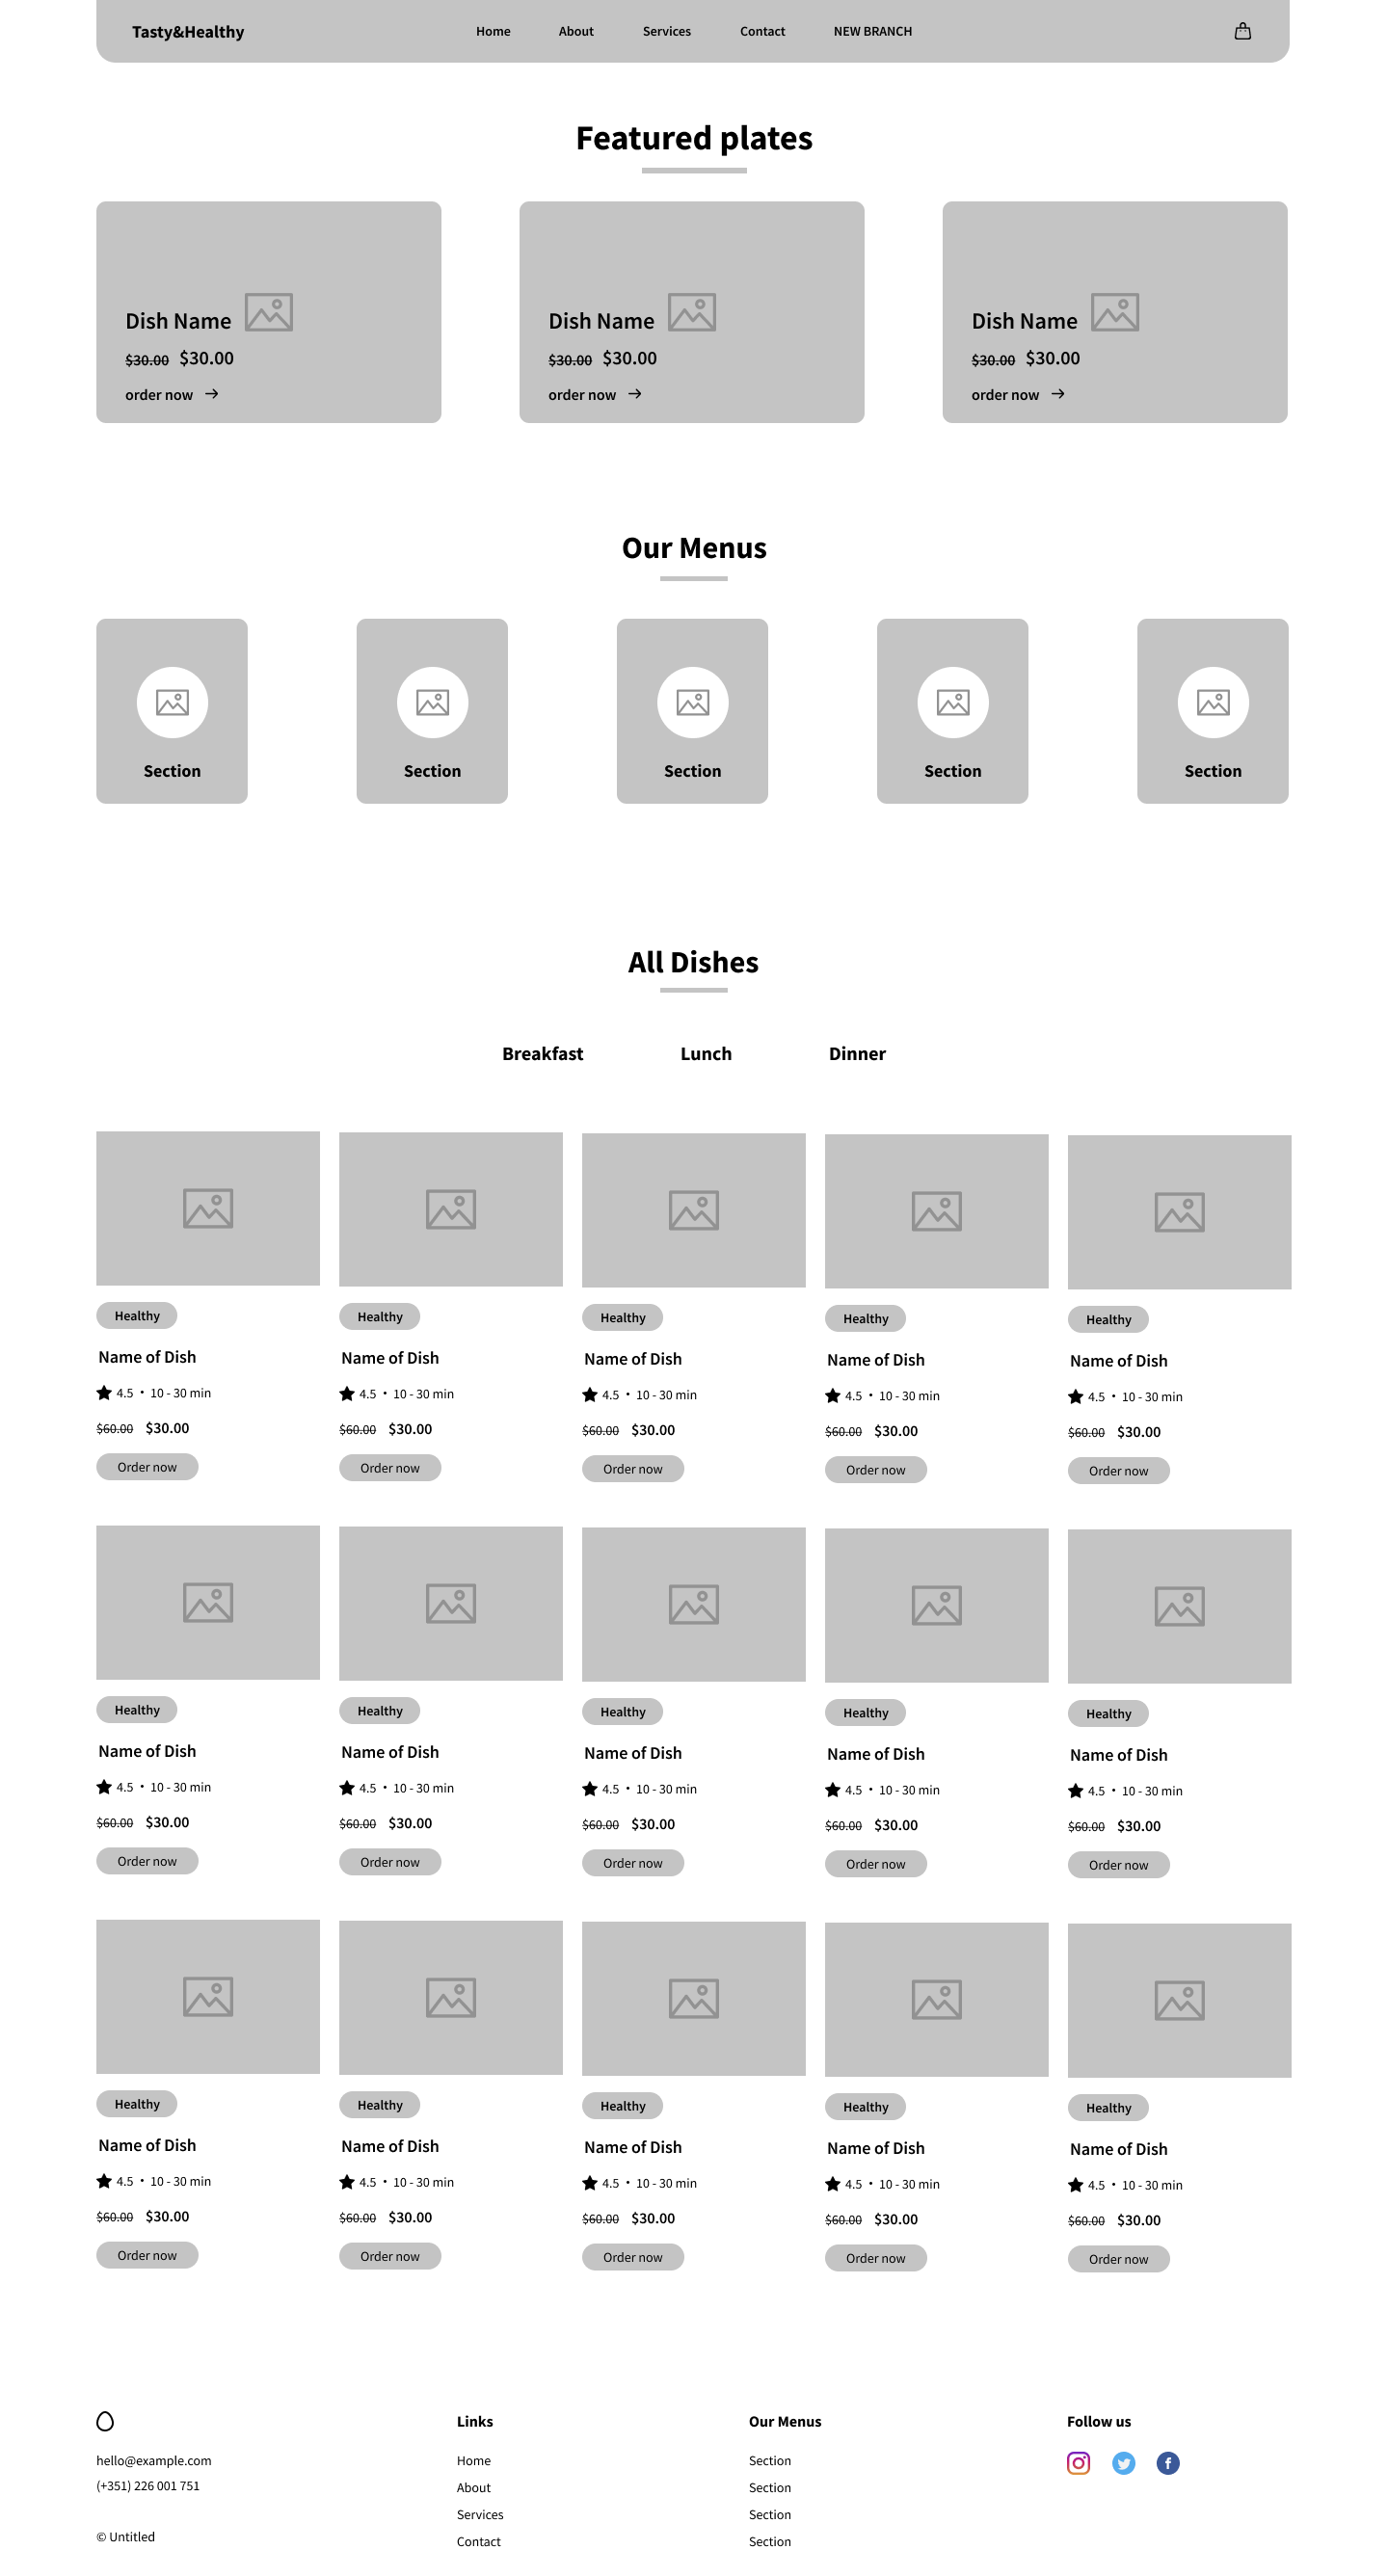 Tasty&Healthy Home About Services Contact NEW BRANCH
Featured plates
Dish Name Dish Name Dish Name
$30.00 $30.00 $30.00 $30.00 $30.00 $30.00
order now order now order now
Our Menus
Section Section Section Section Section
All Dishes
Breakfast Lunch Dinner
Healthy Healthy Healthy Healthy Healthy
Name of Dish Name of Dish Name of Dish Name of Dish Name of Dish
4.5 • 10 - 30 min 4.5 • 10 - 30 min 4.5 • 10 - 30 min 4.5 • 10 - 30 min 4.5 • 10 - 30 min
$60.00 $30.00 $60.00 $30.00 $60.00 $30.00 $60.00 $30.00 $60.00 $30.00
Order now Order now Order now Order now Order now
Healthy Healthy Healthy Healthy Healthy
Name of Dish Name of Dish Name of Dish Name of Dish Name of Dish
4.5 • 10 - 30 min 4.5 • 10 - 30 min 4.5 • 10 - 30 min 4.5 • 10 - 30 min 4.5 • 10 - 30 min
$60.00 $30.00 $60.00 $30.00 $60.00 $30.00 $60.00 $30.00 $60.00 $30.00
Order now Order now Order now Order now Order now
Healthy Healthy Healthy Healthy Healthy
Name of Dish Name of Dish Name of Dish Name of Dish Name of Dish
4.5 • 10 - 30 min 4.5 • 10 - 30 min 4.5 • 10 - 30 min 4.5 • 10 - 30 min 4.5 • 10 - 30 min
$60.00 $30.00 $60.00 $30.00 $60.00 $30.00 $60.00 $30.00 $60.00 $30.00
Order now Order now Order now Order now Order now
hello@example.com
(+351) 226 001 751
© Untitled
Links
Home
About
Services
Contact
Our Menus
Section
Section
Section
Section
Follow us